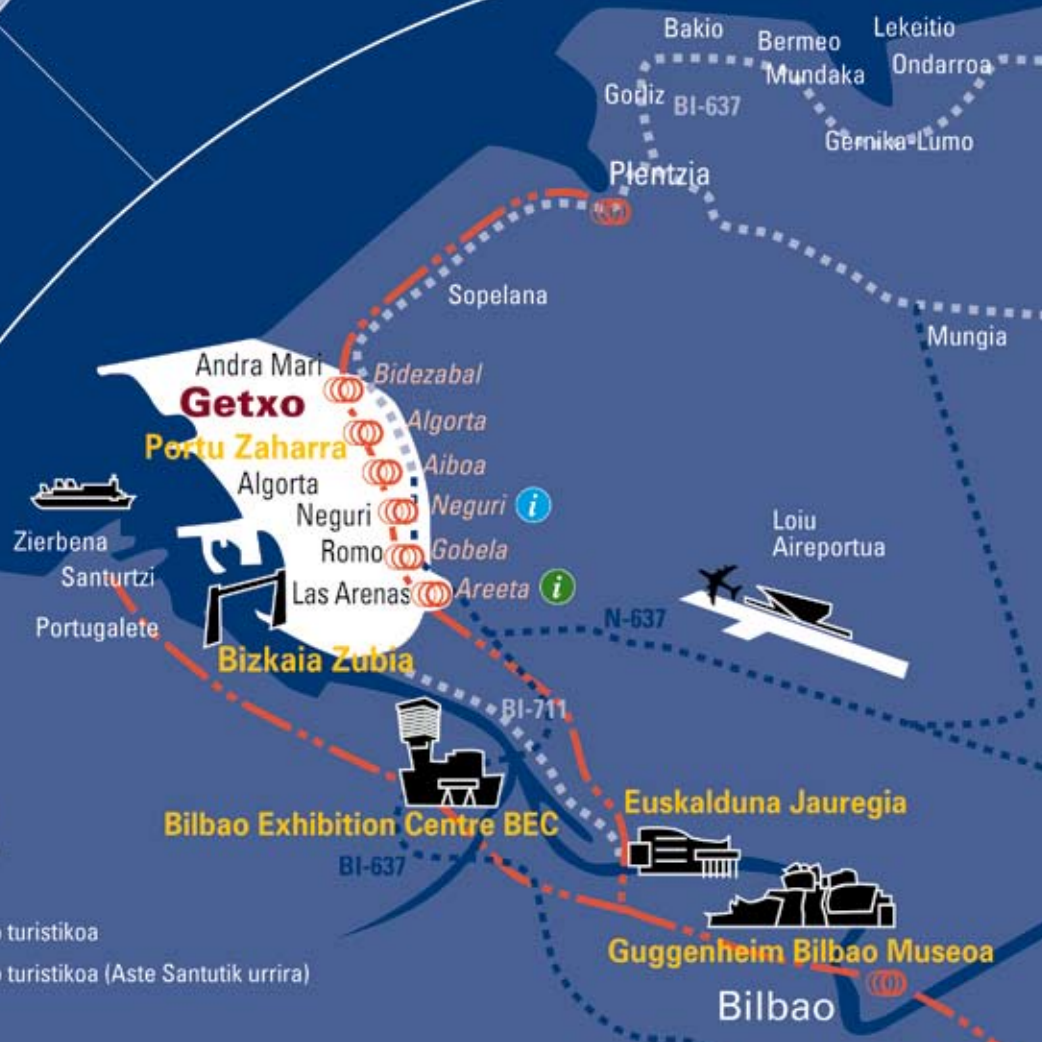 Bakio
Bermeo
Lekeitio
Mundaka
Ondarroa
Gorliz
BI-637
Gernika-Lumo
Plentzia
Sopelana
Mungia
Andra Mari
Bidezabal
Getxo
Algorta
Portu Zaharra
Aiboa
Algorta
Neguri
Neguri
i
Romo
Gobela
Las Arenas
Areeta
i
Zierbena
Santurtzi
Portugalete
Bizkaia Zubia
Loiu
Aireportua
N-637
BI-711
Bilbao Exhibition Centre BEC
BI-637
Euskalduna Jauregia
Guggenheim Bilbao Museoa
Bilbao
turistikoa
turistikoa (Aste Santutik urrira)